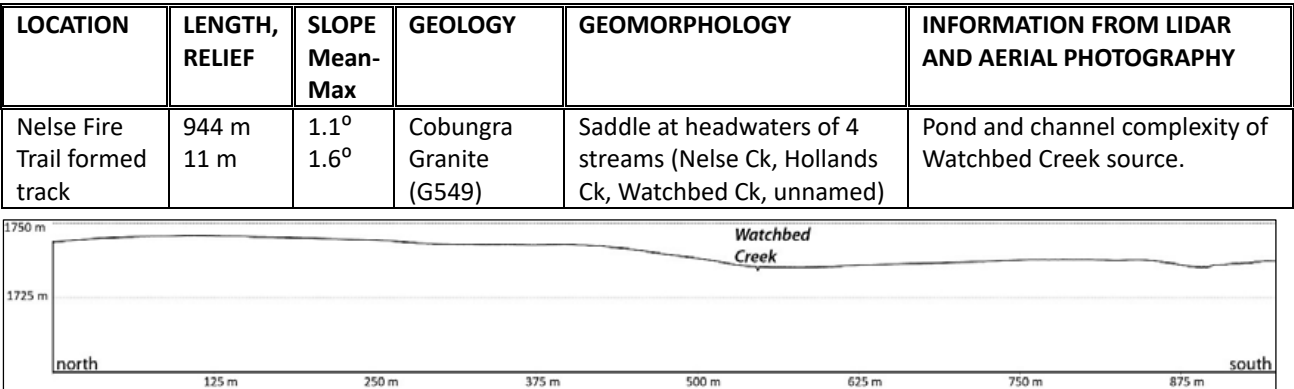 LOCATION
LENGTH,
RELIEF
SLOPE
Mean-
Max
GEOLOGY
GEOMORPHOLOGY
INFORMATION FROM LIDAR
AND AERIAL PHOTOGRAPHY
Nelse Fire
Trail formed
track
944 m
11 m
1.1⁰
1.6⁰
Cobungra
Granite
(G549)
Saddle at headwaters of 4
streams (Nelse Ck, Hollands
Ck, Watchbed Ck, unnamed)
Pond and channel complexity of
Watchbed Creek source.
1750 m
Watchbed
Creek
1725 m
north
south
125 m
250 m
375 m
500 m
625 m
750 m
875 m